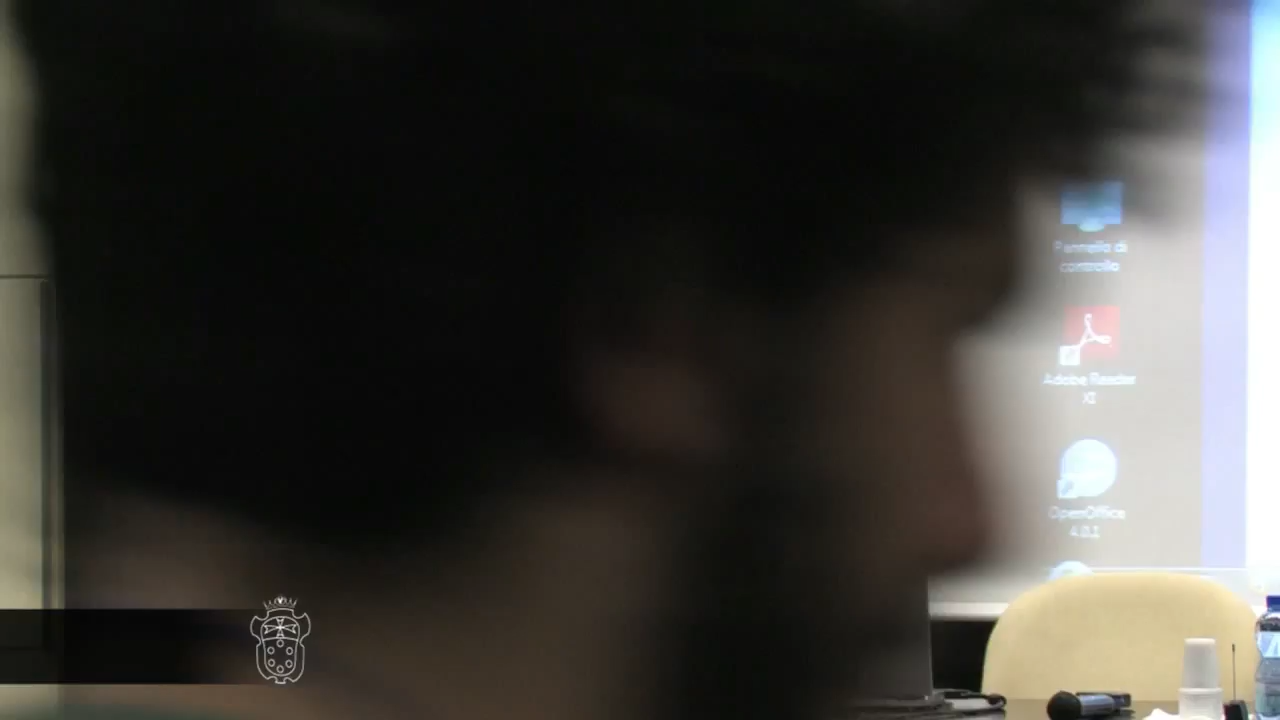 Pannello di
controllo
Adobe Reader
XI
OpenOffice
4.0.1